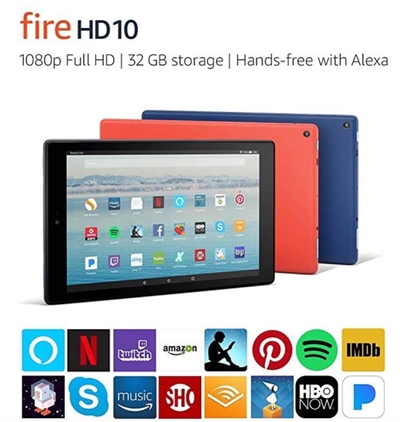 fire HD10
1080p Full HD | 32 GB storage | Hands-free with Alexa
hulu
twitch
amazon
IMDb
music
SHO
HBO
NOW